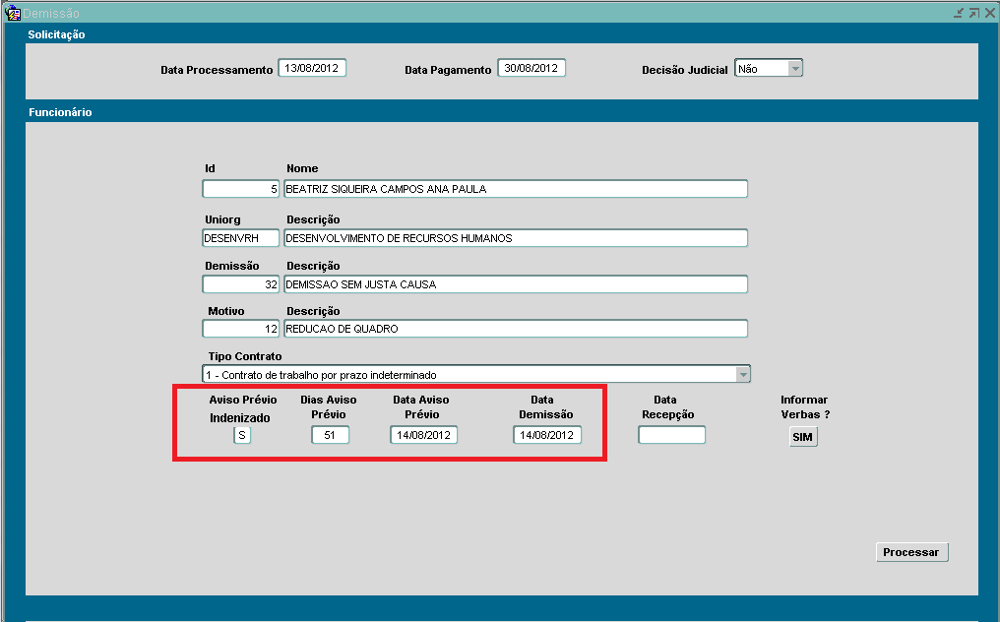 Demissão
Solicitação
Data Processamento 13/08/2012 Data Pagamento 30/08/2012 Decisão Judicial Não
Funcionário
Id Nome
5 BEATRIZ SIQUEIRA CAMPOS ANA PAULA
Uniorg Descrição
DESENVRH DESENVOLVIMENTO DE RECURSOS HUMANOS
Demissão Descrição
32 DEMISSAO SEM JUSTA CAUSA
Motivo Descrição
12 REDUCAO DE QUADRO
Tipo Contrato
1 - Contrato de trabalho por prazo indeterminado
Aviso Prévio Dias Aviso Data Aviso Data Data Informar
Indenizado Prévio Prévio Demissão Recepção Verbas ?
S 51 14/08/2012 14/08/2012 SIM
Processar